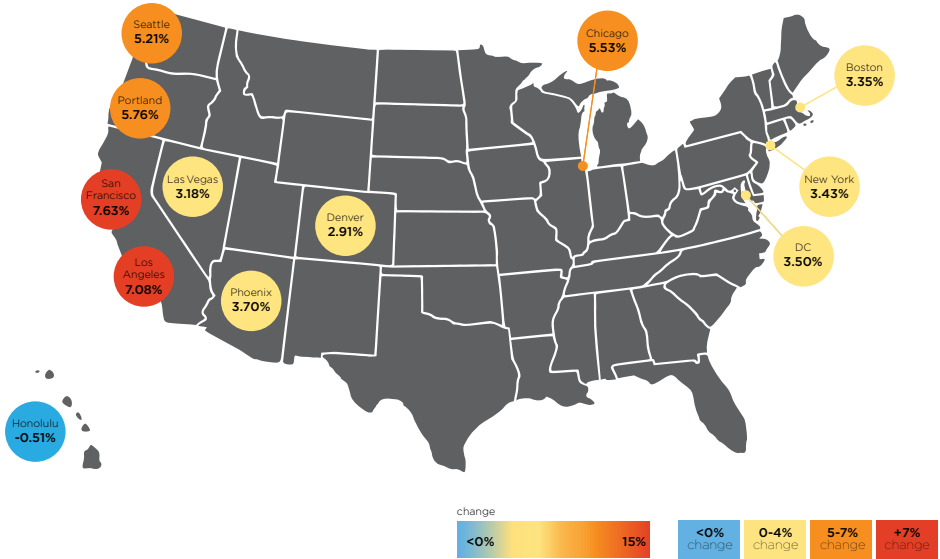 Seattle
5.21%
Portland
5.76%
San
Francisco
7.63%
Las Vegas
3.18%
Los
Angeles
7.08%
Phoenix
3.70%
Denver
2.91%
Chicago
5.53%
Boston
3.35%
New York
3.43%
DC
3.50%
Honolulu
-0.51%
change
<0%
15%
<0%
change
0-4%
change
5-7%
change
+7%
change